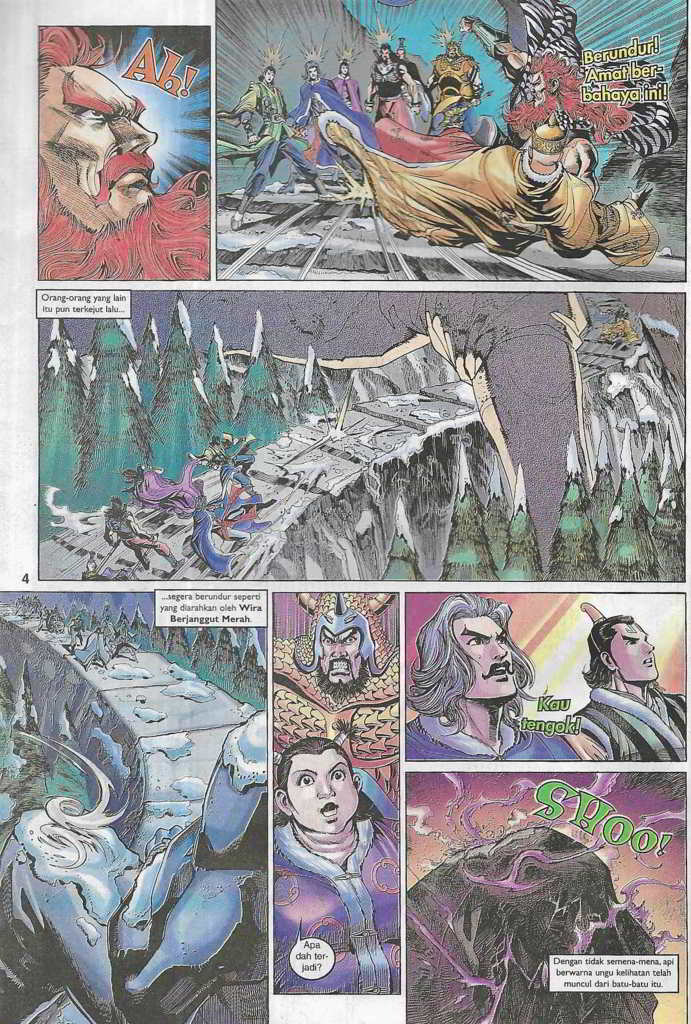 Ah!
Berundur!
Amat ber-
bahaya ini!
Orang-orang yang lain
itu pun terkejut lalu...
4
...segera berundur seperti
yang diarahkan oleh Wira
Berjanggut Merah.
Apa
dah ter-
jadi?
Kau
tengok!
SHOO!
Dengan tidak semena-mena, api
berwarna ungu kelihatan telah
muncul dari batu-batu itu.